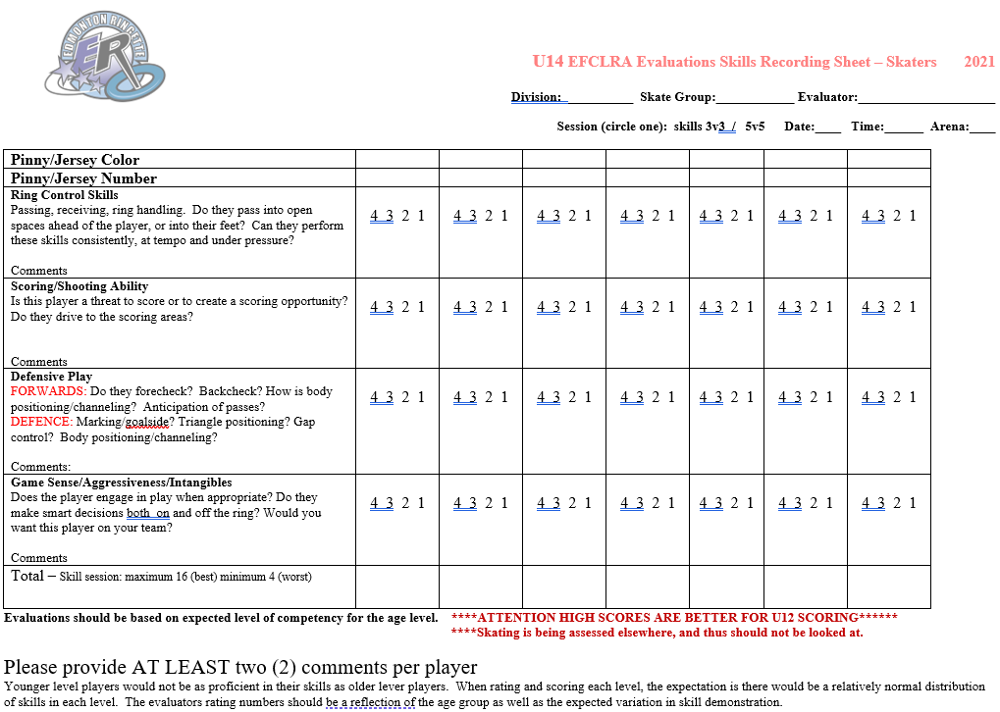 EDMONTON RINGETTE
ER
U14 EFCLRA Evaluations Skills Recording Sheet – Skaters 2021
Division:___________ Skate Group:____________ Evaluator:_____________________
Session (circle one): skills 3v3 / 5v5 Date:____ Time:______ Arena:____
Pinny/Jersey Color
Pinny/Jersey Number
Ring Control Skills
Passing, receiving, ring handling. Do they pass into open
spaces ahead of the player, or into their feet? Can they perform
these skills consistently, at tempo and under pressure?
4 3 2 1 4 3 2 1 4 3 2 1 4 3 2 1 4 3 2 1 4 3 2 1 4 3 2 1
Comments
Scoring/Shooting Ability
Is this player a threat to score or to create a scoring opportunity?
Do they drive to the scoring areas?
4 3 2 1 4 3 2 1 4 3 2 1 4 3 2 1 4 3 2 1 4 3 2 1 4 3 2 1
Comments
Defensive Play
FORWARDS: Do they forecheck? Backcheck? How is body
positioning/channeling? Anticipation of passes?
DEFENCE: Marking/goalside? Triangle positioning? Gap
control? Body positioning/channeling?
4 3 2 1 4 3 2 1 4 3 2 1 4 3 2 1 4 3 2 1 4 3 2 1 4 3 2 1
Comments:
Game Sense/Aggressiveness/Intangibles
Does the player engage in play when appropriate? Do they
make smart decisions both on and off the ring? Would you
want this player on your team?
4 3 2 1 4 3 2 1 4 3 2 1 4 3 2 1 4 3 2 1 4 3 2 1 4 3 2 1
Comments
Total – Skill session: maximum 16 (best) minimum 4 (worst)
Evaluations should be based on expected level of competency for the age level. ****ATTENTION HIGH SCORES ARE BETTER FOR U12 SCORING******
****Skating is being assessed elsewhere, and thus should not be looked at.
Please provide AT LEAST two (2) comments per player
Younger level players would not be as proficient in their skills as older lever players. When rating and scoring each level, the expectation is there would be a relatively normal distribution
of skills in each level. The evaluators rating numbers should be a reflection of the age group as well as the expected variation in skill demonstration.